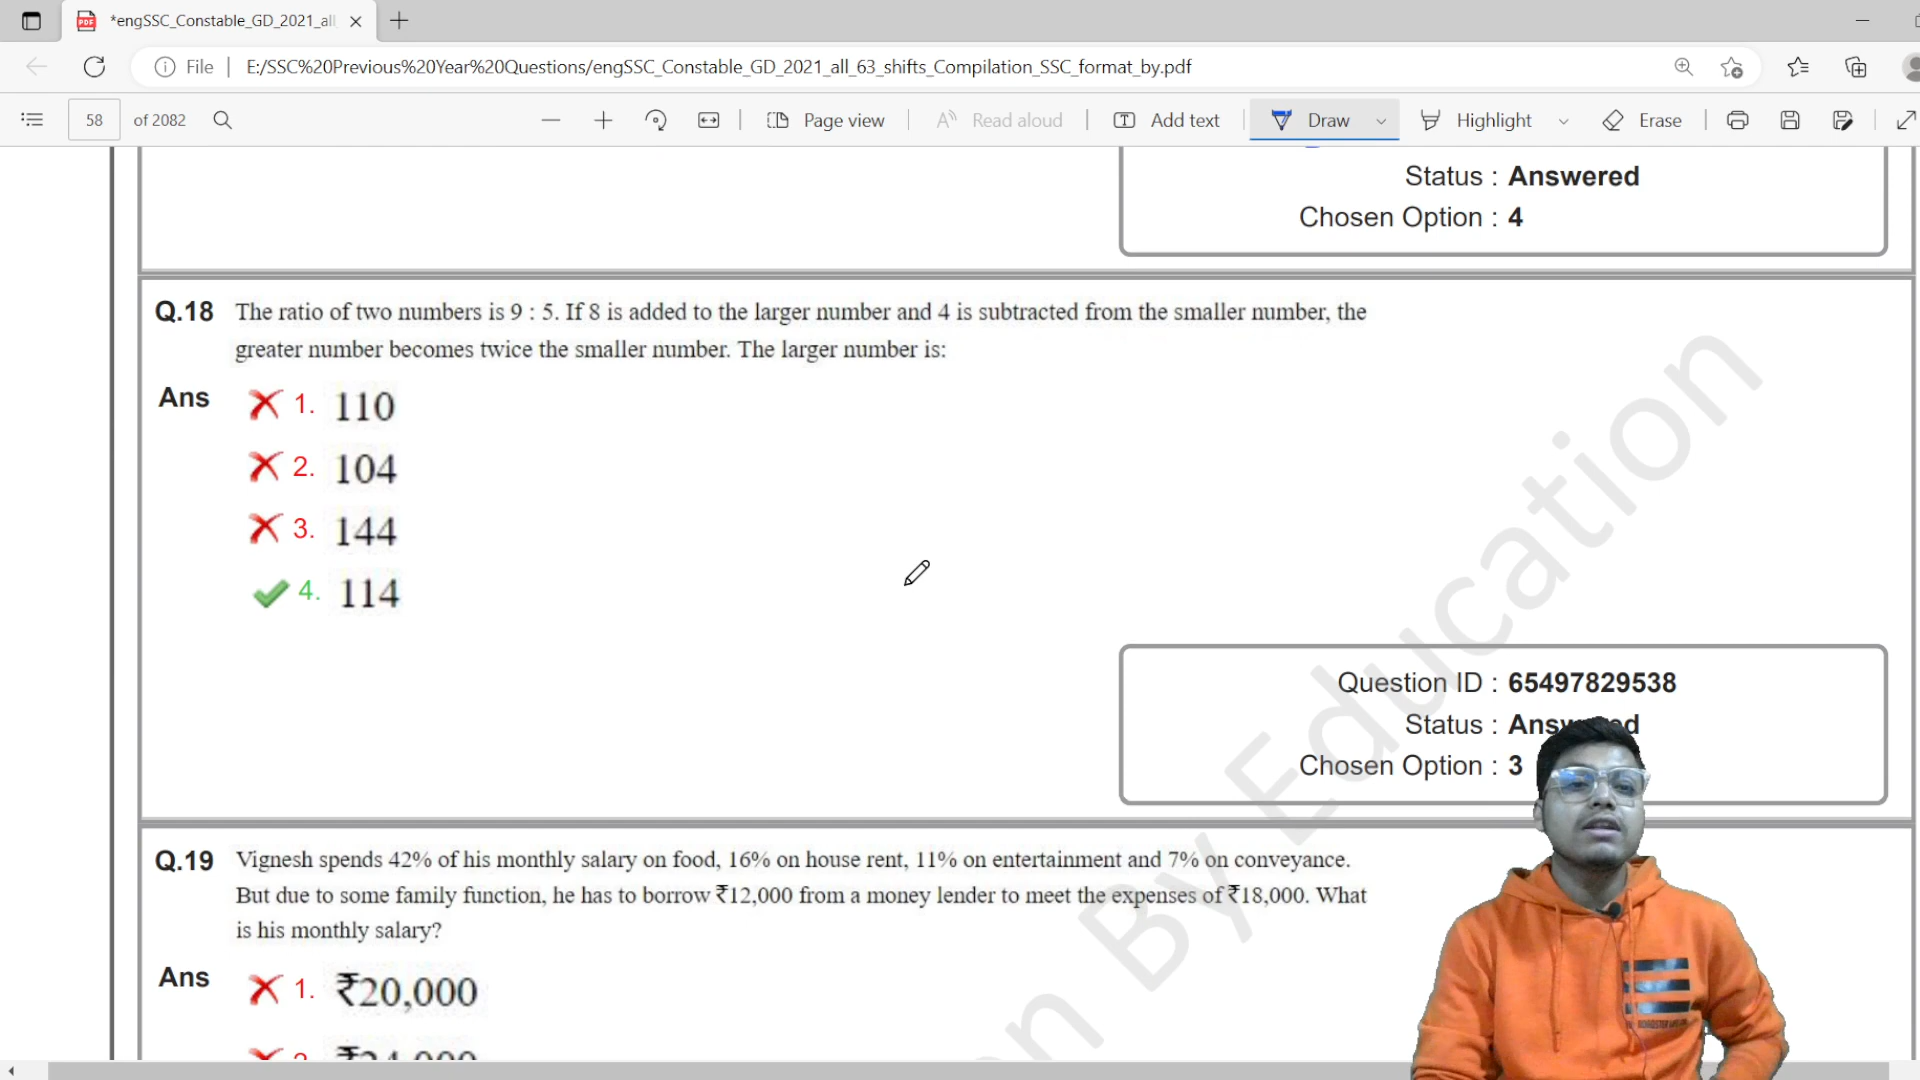 *engSSC_Constable_GD_2021_all
File
E:/SSC%20Previous%20Year%20Questions/engSSC_Constable_GD_2021_all_63_shifts_Compilation_SSC_format_by.pdf
58 of 2082
Page view
Read aloud
Add text
Draw
Highlight
Erase
Status : Answered
Chosen Option : 4
Q.18 The ratio of two numbers is 9 : 5. If 8 is added to the larger number and 4 is subtracted from the smaller number, the
greater number becomes twice the smaller number. The larger number is:
Ans
1. 110
2. 104
3. 144
4. 114
Question ID : 65497829538
Status :
Chosen Option : 3
Q.19 Vignesh spends 42% of his monthly salary on food, 16% on house rent, 11% on entertainment and 7% on conveyance.
But due to some family function, he has to borrow ₹12,000 from a money lender to meet the expenses of ₹18,000. What
is his monthly salary?
Ans
1. ₹20,000
By Education